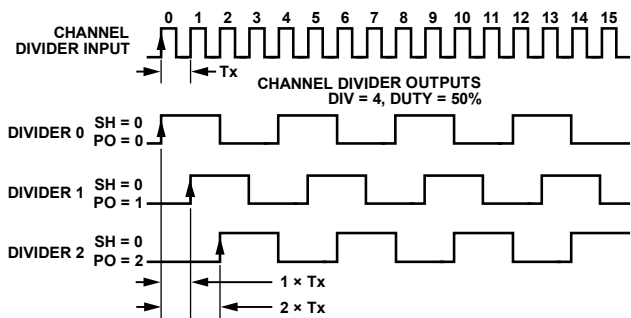 0 1 2 3 4 5 6 7 8 9 10 11 12 13 14 15
CHANNEL
DIVIDER INPUT
Tx
CHANNEL DIVIDER OUTPUTS
DIV = 4, DUTY = 50%
DIVIDER 0
SH = 0
PO = 0
DIVIDER 1
SH = 0
PO = 1
DIVIDER 2
SH = 0
PO = 2
1 × Tx
2 × Tx